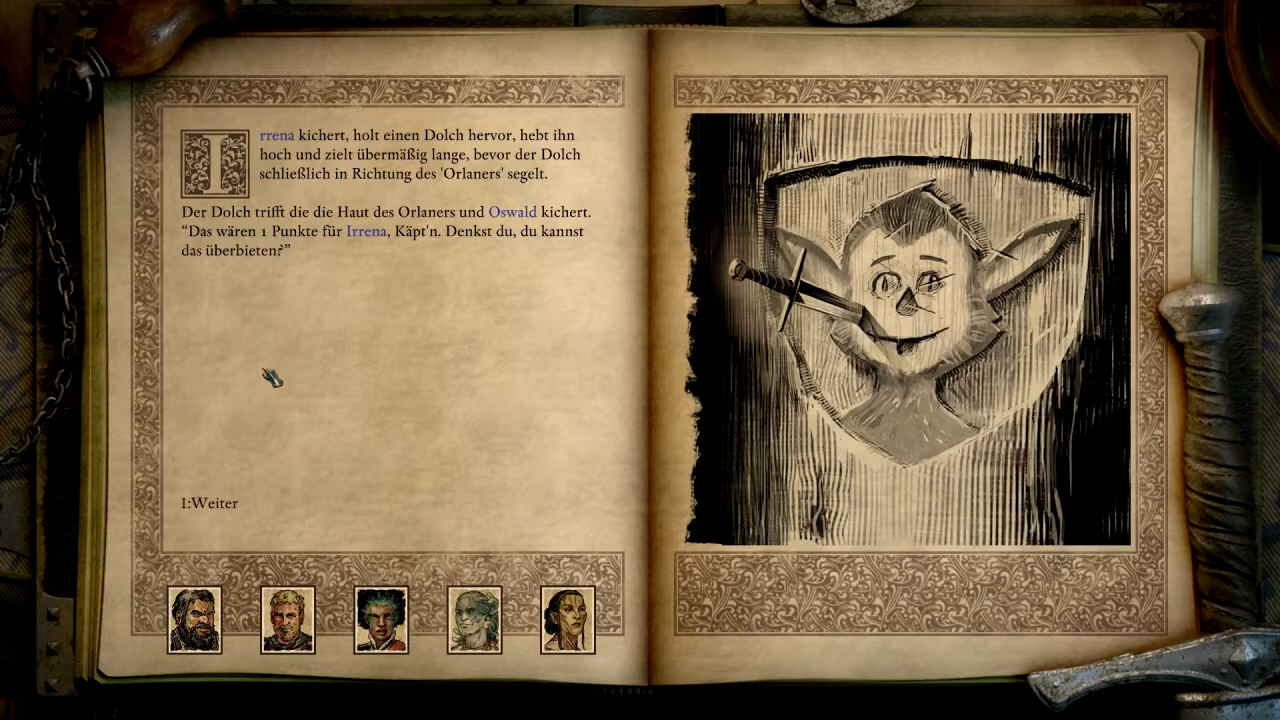 Irrena kichert, holt einen Dolch hervor, hebt ihn
hoch und zielt übermäßig lange, bevor der Dolch
schließlich in Richtung des 'Orlaners' segelt.
Der Dolch trifft die die Haut des Orlaners und Oswald kichert.
“Das wären 1 Punkte für Irrena, Käpt'n. Denkst du, du kannst
das überbieten?”
1:Weiter